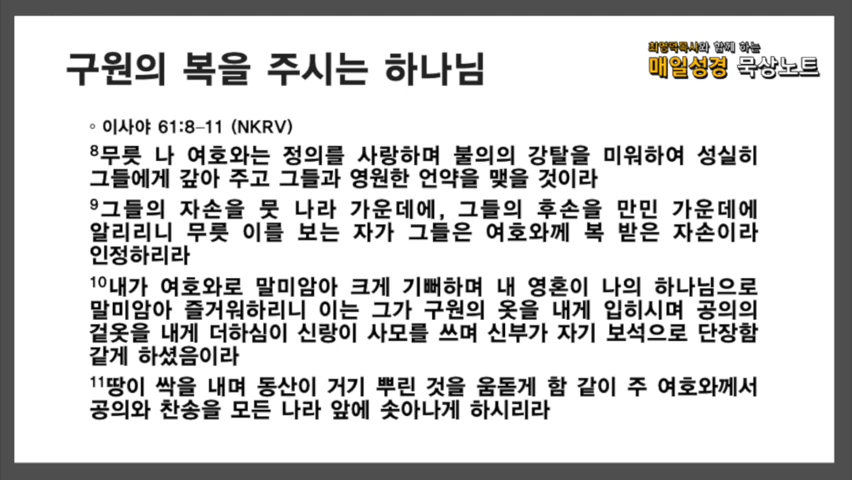 구원의 복을 주시는 하나님
최영덕목사와 함께 하는
매일성경 묵상노트
◦ 이사야 61:8–11 (NKRV)
⁸무릇 나 여호와는 정의를 사랑하며 불의의 강탈을 미워하여 성실히
그들에게 갚아 주고 그들과 영원한 언약을 맺을 것이라
⁹그들의 자손을 뭇 나라 가운데에, 그들의 후손을 만민 가운데에
알리리니 무릇 이를 보는 자가 그들은 여호와께 복 받은 자손이라
인정하리라
¹⁰내가 여호와로 말미암아 크게 기뻐하며 내 영혼이 나의 하나님으로
말미암아 즐거워하리니 이는 그가 구원의 옷을 내게 입히시며 공의의
겉옷을 내게 더하심이 신랑이 사모를 쓰며 신부가 자기 보석으로 단장함
같게 하셨음이라
¹¹땅이 싹을 내며 동산이 거기 뿌린 것을 움돋게 함 같이 주 여호와께서
공의와 찬송을 모든 나라 앞에 솟아나게 하시리라